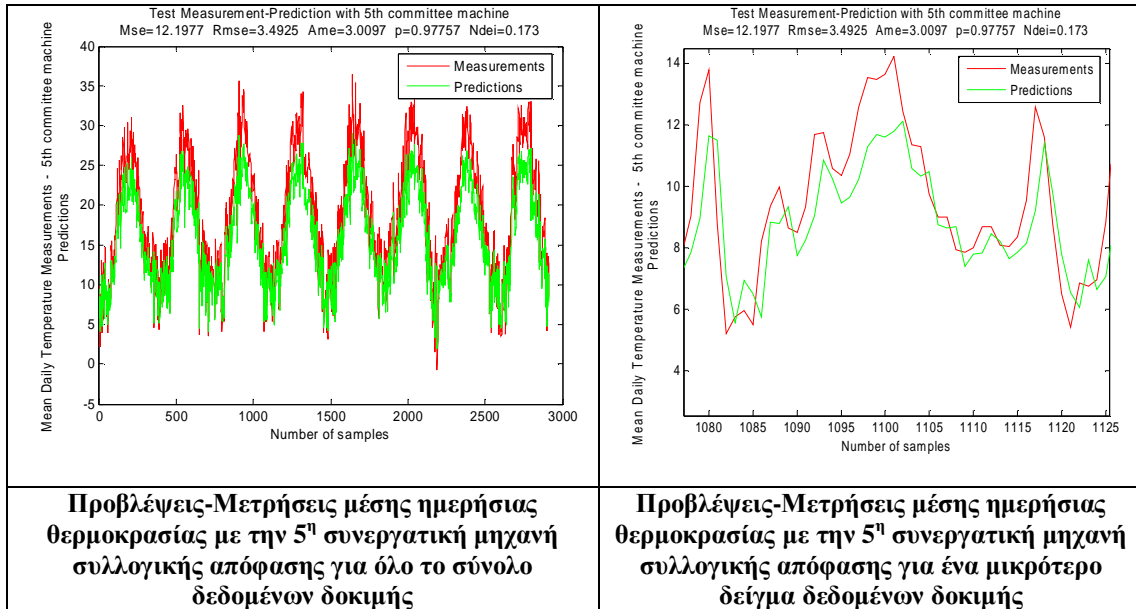 Test Measurement-Prediction with 5th committee machine
Mse=12.1977 Rmse=3.4925 Ame=3.0097 p=0.97757 Ndei=0.173
Mean Daily Temperature Measurements - 5th committee machine
Predictions
40
35
30
25
20
15
10
5
0
-5
Measurements
Predictions
0 500 1000 1500 2000 2500 3000
Number of samples
Προβλέψεις-Μετρήσεις μέσης ημερήσιας
θερμοκρασίας με την 5η συνεργατική μηχανή
συλλογικής απόφασης για όλο το σύνολο
δεδομένων δοκιμής
Test Measurement-Prediction with 5th committee machine
Mse=12.1977 Rmse=3.4925 Ame=3.0097 p=0.97757 Ndei=0.173
Mean Daily Temperature Measurements - 5th committee machine
Predictions
14
12
10
8
6
4
Measurements
Predictions
1080 1085 1090 1095 1100 1105 1110 1115 1120 1125
Number of samples
Προβλέψεις-Μετρήσεις μέσης ημερήσιας
θερμοκρασίας με την 5η συνεργατική μηχανή
συλλογικής απόφασης για ένα μικρότερο
δείγμα δεδομένων δοκιμής